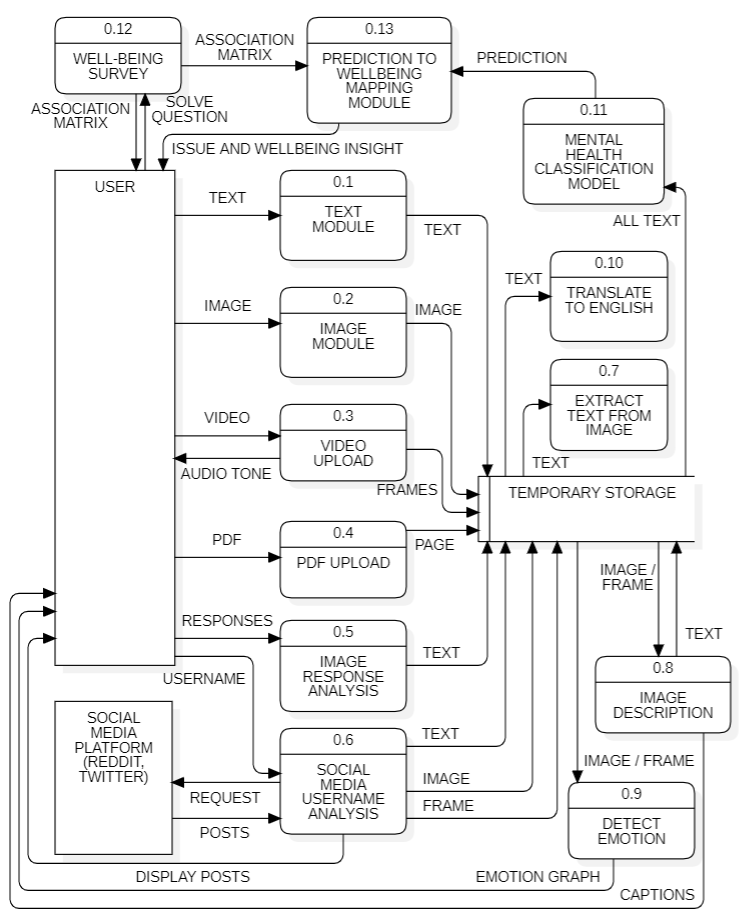 0.12
WELL-BEING
SURVEY
ASSOCIATION
MATRIX
0.13
PREDICTION TO
WELLBEING
MAPPING
MODULE
PREDICTION
0.11
MENTAL
HEALTH
CLASSIFICATION
MODEL
ASSOCIATION
MATRIX
SOLVE
QUESTION
ISSUE AND WELLBEING INSIGHT
ALL TEXT
USER
TEXT
0.1
TEXT
MODULE
TEXT
0.10
TRANSLATE
TO ENGLISH
TEXT
IMAGE
0.2
IMAGE
MODULE
IMAGE
0.7
EXTRACT
TEXT FROM
IMAGE
TEXT
VIDEO
0.3
VIDEO
UPLOAD
AUDIO TONE
FRAMES
TEMPORARY STORAGE
PDF
0.4
PDF UPLOAD
PAGE
IMAGE /
FRAME
TEXT
RESPONSES
0.5
IMAGE
RESPONSE
ANALYSIS
TEXT
0.8
IMAGE
DESCRIPTION
USERNAME
SOCIAL
MEDIA
PLATFORM
(REDDIT,
TWITTER)
0.6
SOCIAL
MEDIA
USERNAME
ANALYSIS
TEXT
IMAGE
FRAME
REQUEST
POSTS
IMAGE / FRAME
0.9
DETECT
EMOTION
DISPLAY POSTS
EMOTION GRAPH
CAPTIONS